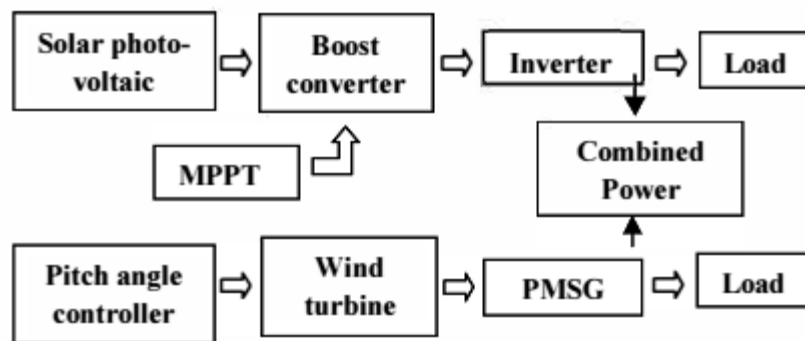 Solar photo-
voltaic
Boost
converter
Inverter
Load
MPPT
Combined
Power
Pitch angle
controller
Wind
turbine
PMSG
Load